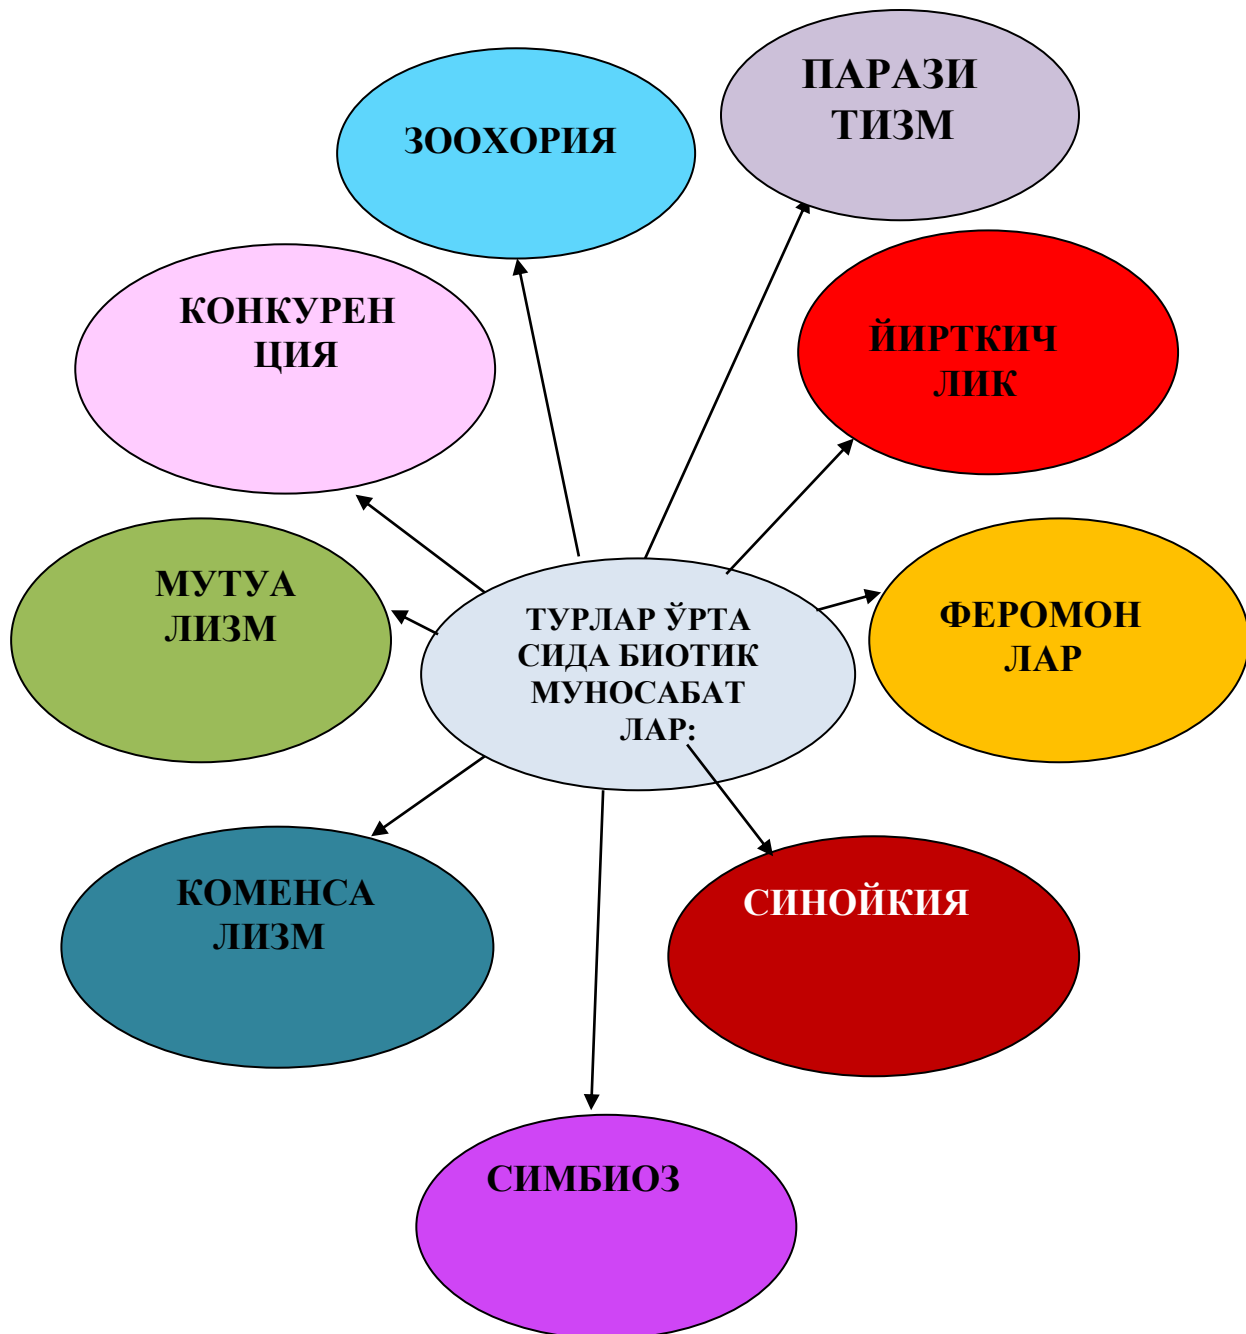 ПАРАЗИ
ТИЗМ
ЗООХОРИЯ
КОНКУРЕН
ЦИЯ
ЙИРТКИЧ
ЛИК
МУТУА
ЛИЗМ
ТУРЛАР ЎРТА
СИДА БИОТИК
МУНОСАБАТ
ЛАР:
ФЕРОМОН
ЛАР
КОМЕНСА
ЛИЗМ
СИНОЙКИЯ
СИМБИОЗ